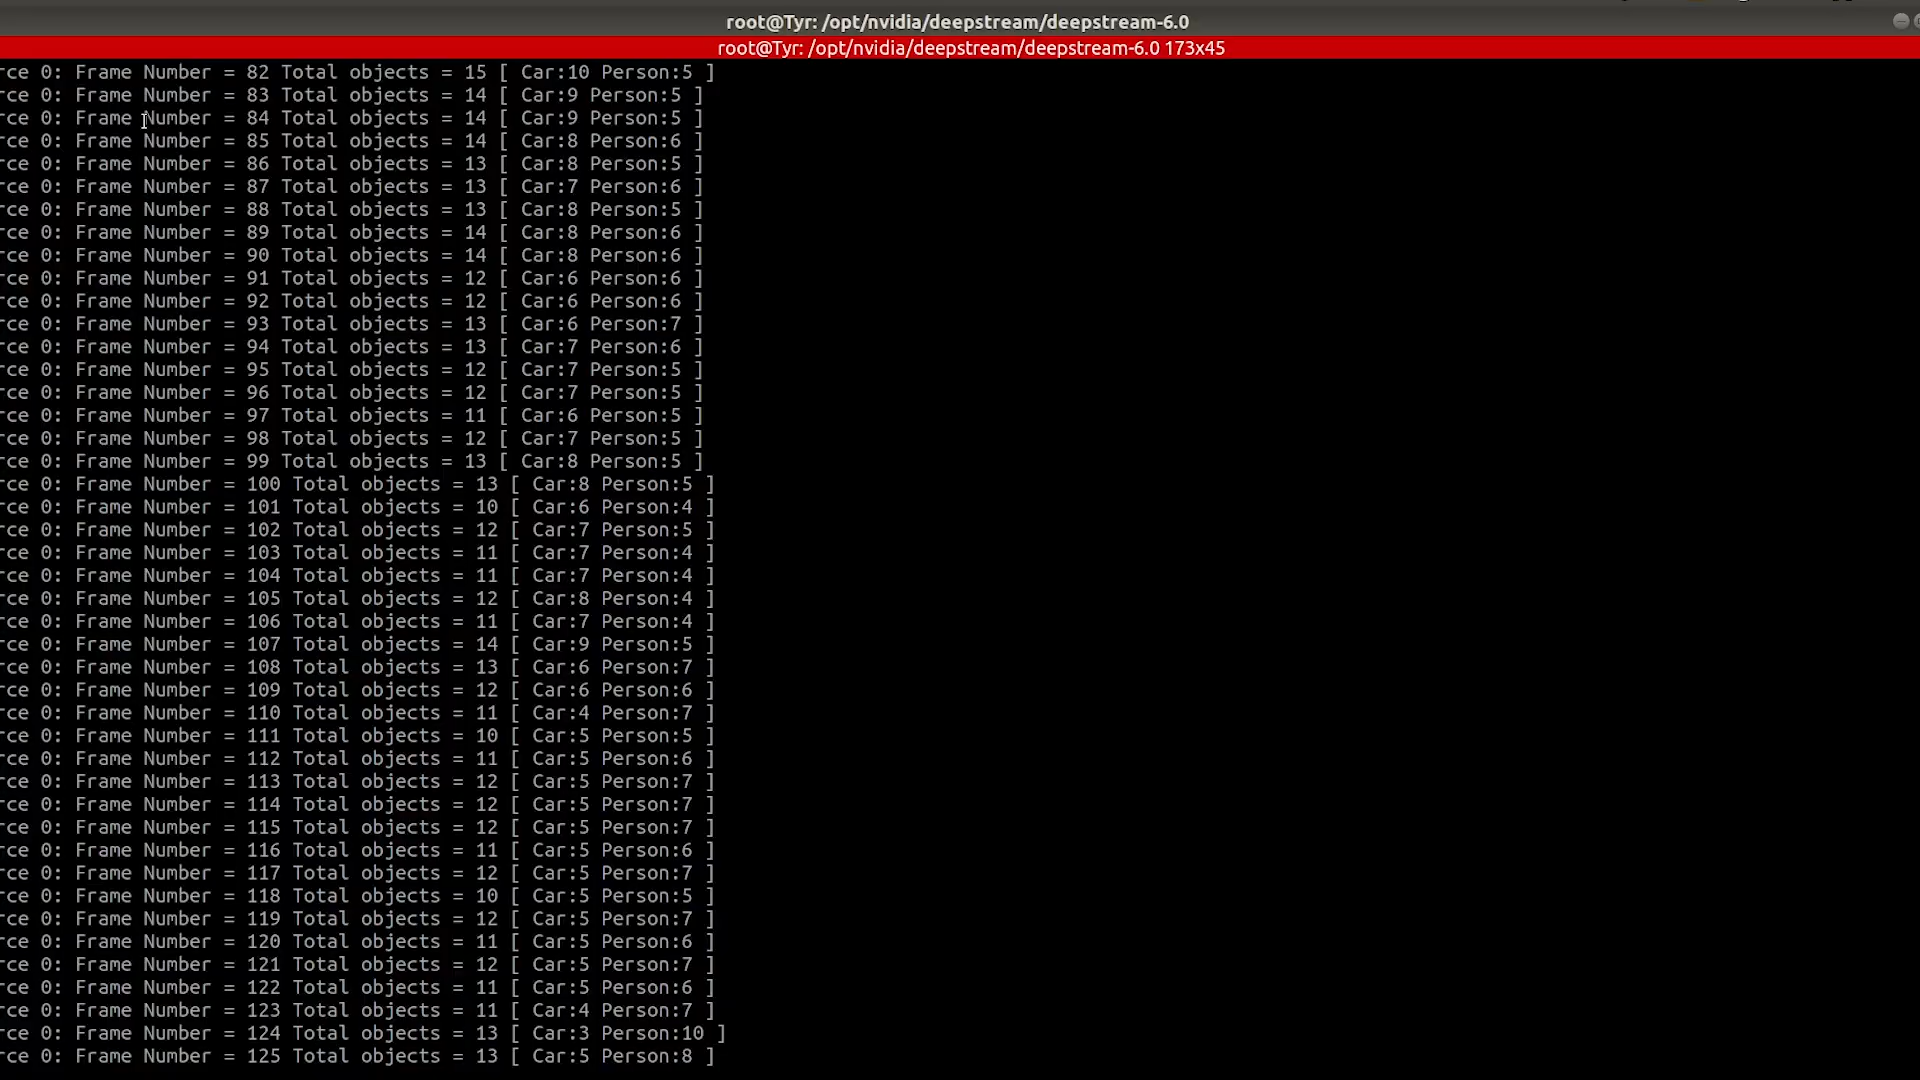 root@Tyr: /opt/nvidia/deepstream/deepstream-6.0
root@Tyr: /opt/nvidia/deepstream/deepstream-6.0 173x45
rce 0: Frame Number = 82 Total objects = 15 [ Car:10 Person:5 ]
rce 0: Frame Number = 83 Total objects = 14 [ Car:9 Person:5 ]
rce 0: Frame Number = 84 Total objects = 14 [ Car:9 Person:5 ]
rce 0: Frame Number = 85 Total objects = 14 [ Car:8 Person:6 ]
rce 0: Frame Number = 86 Total objects = 13 [ Car:8 Person:5 ]
rce 0: Frame Number = 87 Total objects = 13 [ Car:7 Person:6 ]
rce 0: Frame Number = 88 Total objects = 13 [ Car:8 Person:5 ]
rce 0: Frame Number = 89 Total objects = 14 [ Car:8 Person:6 ]
rce 0: Frame Number = 90 Total objects = 14 [ Car:8 Person:6 ]
rce 0: Frame Number = 91 Total objects = 12 [ Car:6 Person:6 ]
rce 0: Frame Number = 92 Total objects = 12 [ Car:6 Person:6 ]
rce 0: Frame Number = 93 Total objects = 13 [ Car:6 Person:7 ]
rce 0: Frame Number = 94 Total objects = 13 [ Car:7 Person:6 ]
rce 0: Frame Number = 95 Total objects = 12 [ Car:7 Person:5 ]
rce 0: Frame Number = 96 Total objects = 12 [ Car:7 Person:5 ]
rce 0: Frame Number = 97 Total objects = 11 [ Car:6 Person:5 ]
rce 0: Frame Number = 98 Total objects = 12 [ Car:7 Person:5 ]
rce 0: Frame Number = 99 Total objects = 13 [ Car:8 Person:5 ]
rce 0: Frame Number = 100 Total objects = 13 [ Car:8 Person:5 ]
rce 0: Frame Number = 101 Total objects = 10 [ Car:6 Person:4 ]
rce 0: Frame Number = 102 Total objects = 12 [ Car:7 Person:5 ]
rce 0: Frame Number = 103 Total objects = 11 [ Car:7 Person:4 ]
rce 0: Frame Number = 104 Total objects = 11 [ Car:7 Person:4 ]
rce 0: Frame Number = 105 Total objects = 12 [ Car:8 Person:4 ]
rce 0: Frame Number = 106 Total objects = 11 [ Car:7 Person:4 ]
rce 0: Frame Number = 107 Total objects = 14 [ Car:9 Person:5 ]
rce 0: Frame Number = 108 Total objects = 13 [ Car:6 Person:7 ]
rce 0: Frame Number = 109 Total objects = 12 [ Car:6 Person:6 ]
rce 0: Frame Number = 110 Total objects = 11 [ Car:4 Person:7 ]
rce 0: Frame Number = 111 Total objects = 10 [ Car:5 Person:5 ]
rce 0: Frame Number = 112 Total objects = 11 [ Car:5 Person:6 ]
rce 0: Frame Number = 113 Total objects = 12 [ Car:5 Person:7 ]
rce 0: Frame Number = 114 Total objects = 12 [ Car:5 Person:7 ]
rce 0: Frame Number = 115 Total objects = 12 [ Car:5 Person:7 ]
rce 0: Frame Number = 116 Total objects = 11 [ Car:5 Person:6 ]
rce 0: Frame Number = 117 Total objects = 12 [ Car:5 Person:7 ]
rce 0: Frame Number = 118 Total objects = 10 [ Car:5 Person:5 ]
rce 0: Frame Number = 119 Total objects = 12 [ Car:5 Person:7 ]
rce 0: Frame Number = 120 Total objects = 11 [ Car:5 Person:6 ]
rce 0: Frame Number = 121 Total objects = 12 [ Car:5 Person:7 ]
rce 0: Frame Number = 122 Total objects = 11 [ Car:5 Person:6 ]
rce 0: Frame Number = 123 Total objects = 11 [ Car:4 Person:7 ]
rce 0: Frame Number = 124 Total objects = 13 [ Car:3 Person:10 ]
rce 0: Frame Number = 125 Total objects = 13 [ Car:5 Person:8 ]